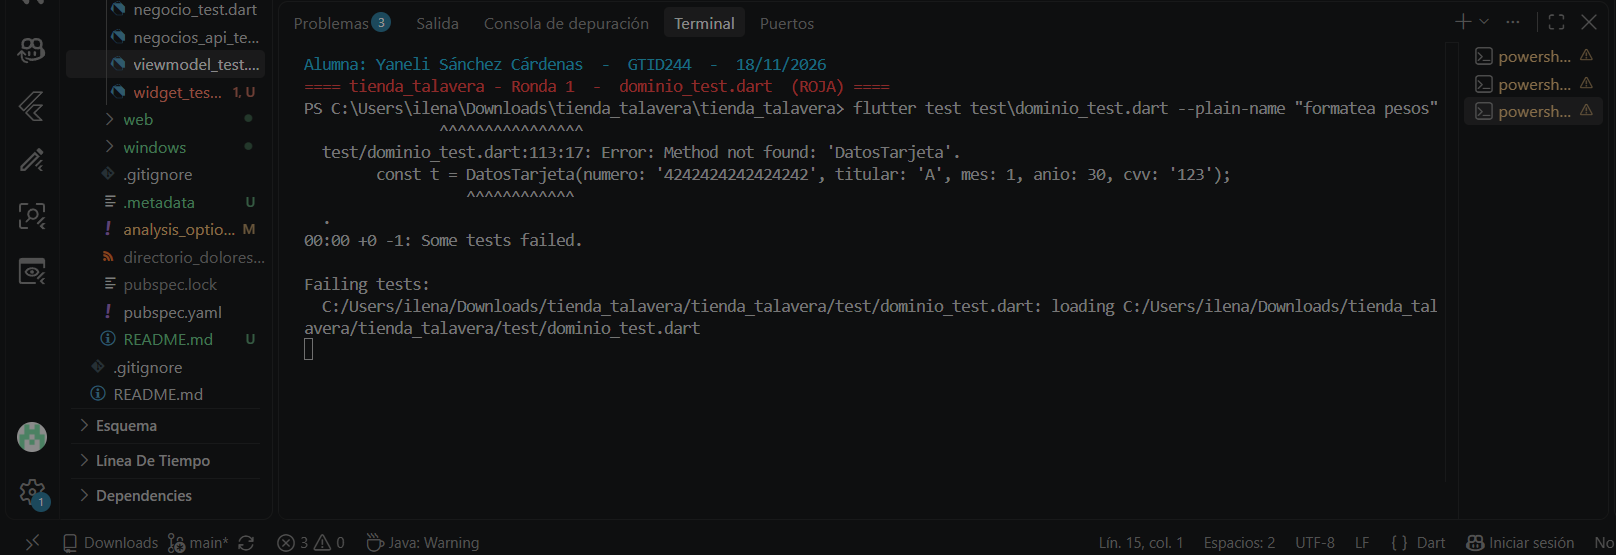 negocio_test.dart
negocios_api_te...
viewmodel_test....
widget_tes... 1, U
web
windows
.gitignore
.metadata U
analysis_optio... M
directorio_dolores...
pubspec.lock
pubspec.yaml
README.md U
.gitignore
README.md
Esquema
Línea De Tiempo
Dependencies
1
Problemas 3 Salida Consola de depuración Terminal Puertos
Alumna: Yaneli Sánchez Cárdenas - GTID244 - 18/11/2026
==== tienda_talavera - Ronda 1 - dominio_test.dart (ROJA) ====
PS C:\Users\ilena\Downloads\tienda_talavera\tienda_talavera> flutter test test\dominio_test.dart --plain-name "formatea pesos"
^^^^^^^^^^^^^^^^
test/dominio_test.dart:113:17: Error: Method not found: 'DatosTarjeta'.
const t = DatosTarjeta(numero: '4242424242424242', titular: 'A', mes: 1, anio: 30, cvv: '123');
^^^^^^^^^^^^
.
00:00 +0 -1: Some tests failed.
Failing tests:
C:/Users/ilena/Downloads/tienda_talavera/tienda_talavera/test/dominio_test.dart: loading C:/Users/ilena/Downloads/tienda_tal
avera/tienda_talavera/test/dominio_test.dart
powersh...
powersh...
powersh...
Downloads main* 3 0 Java: Warning Lín. 15, col. 1 Espacios: 2 UTF-8 LF { } Dart Iniciar sesión No